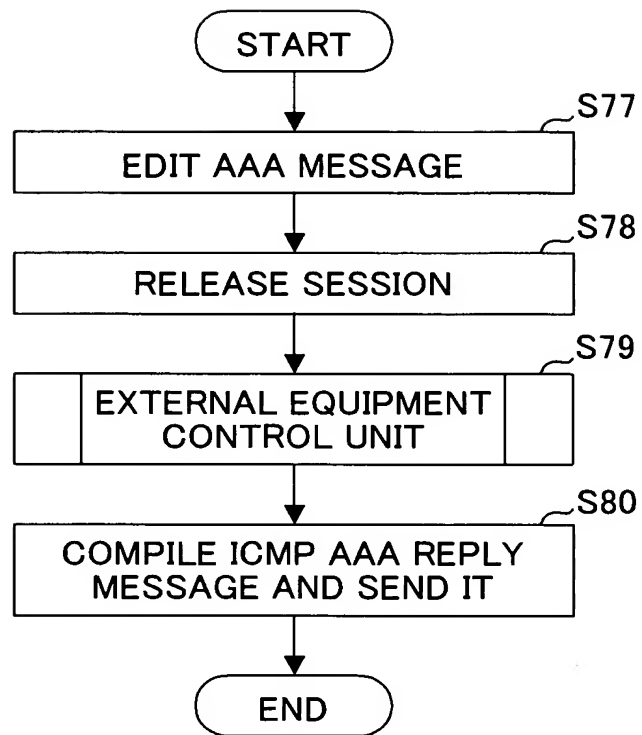 START
S77
EDIT AAA MESSAGE
S78
RELEASE SESSION
S79
EXTERNAL EQUIPMENT
CONTROL UNIT
S80
COMPILE ICMP AAA REPLY
MESSAGE AND SEND IT
END